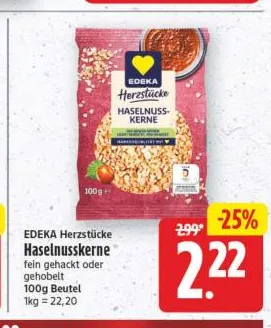 EDEKA
Herzstücke
HASELNUSS-
KERNE
100g
-25%
2.99*
2.22
EDEKA Herzstücke
Haselnusskerne
fein gehackt oder
gehobelt
100g Beutel
1kg = 22,20